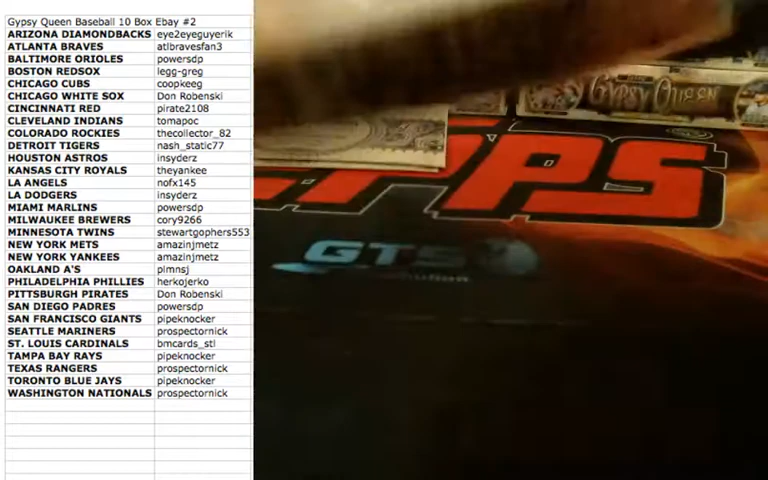 Gypsy Queen Baseball 10 Box Ebay #2
ARIZONA DIAMONDBACKS eye2eyeguyerik
ATLANTA BRAVES atlbravesfan3
BALTIMORE ORIOLES powersdp
BOSTON REDSOX legg-greg
CHICAGO CUBS coopkeeg
CHICAGO WHITE SOX Don Robenski
CINCINNATI RED pirate2108
CLEVELAND INDIANS tomapoc
COLORADO ROCKIES thecollector_82
DETROIT TIGERS nash_static77
HOUSTON ASTROS insyderz
KANSAS CITY ROYALS theyankee
LA ANGELS nofx145
LA DODGERS insyderz
MIAMI MARLINS powersdp
MILWAUKEE BREWERS cory9266
MINNESOTA TWINS stewartgophers553
NEW YORK METS amazinjmetz
NEW YORK YANKEES amazinjmetz
OAKLAND A'S pimnsj
PHILADELPHIA PHILLIES herkojerko
PITTSBURGH PIRATES Don Robenski
SAN DIEGO PADRES powersdp
SAN FRANCISCO GIANTS pipeknocker
SEATTLE MARINERS prospectornick
ST. LOUIS CARDINALS bmcards_stl
TAMPA BAY RAYS pipeknocker
TEXAS RANGERS prospectornick
TORONTO BLUE JAYS pipeknocker
WASHINGTON NATIONALS prospectornick
GYPSY QUEEN
PPS
GTS